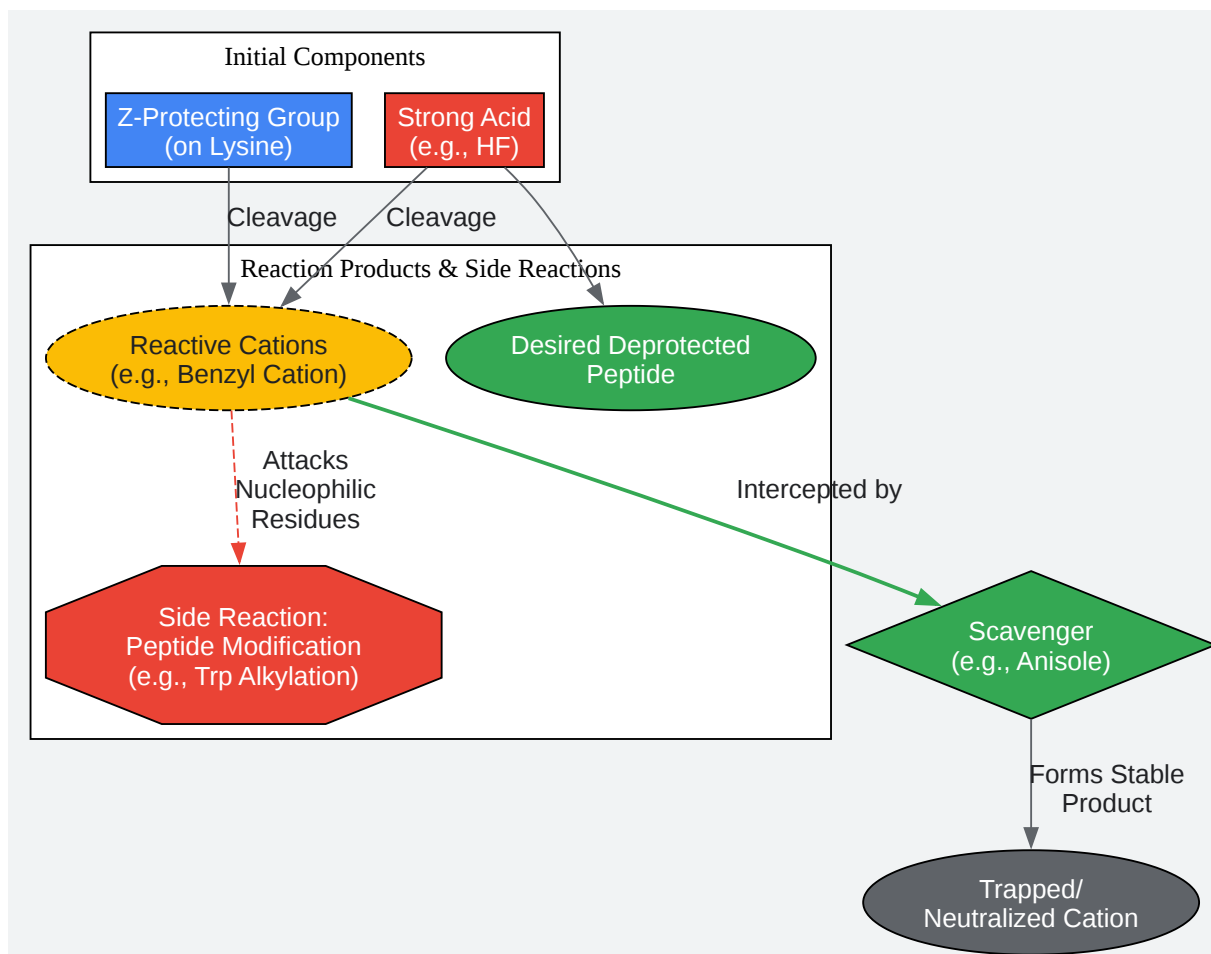 Initial Components
Z-Protecting Group
(on Lysine)
Strong Acid
(e.g., HF)
Cleavage
Cleavage
Reaction Products & Side Reactions
Reactive Cations
(e.g., Benzyl Cation)
Desired Deprotected
Peptide
Attacks
Nucleophilic
Residues
Intercepted by
Side Reaction:
Peptide Modification
(e.g., Trp Alkylation)
Scavenger
(e.g., Anisole)
Forms Stable
Product
Trapped/
Neutralized Cation